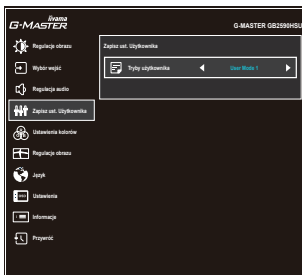 iiyama
G-MASTER
G-MASTER GB2590HSU
Regulacje obrazu
Zapisz ust. Użytkownika
Wybór wejść
Tryby użytkownika
User Mode 1
Regulacja audio
Zapisz ust. Użytkownika
Ustawienia kolorów
Regulacje obrazu
Język
Ustawienia
Informacje
Przywróć